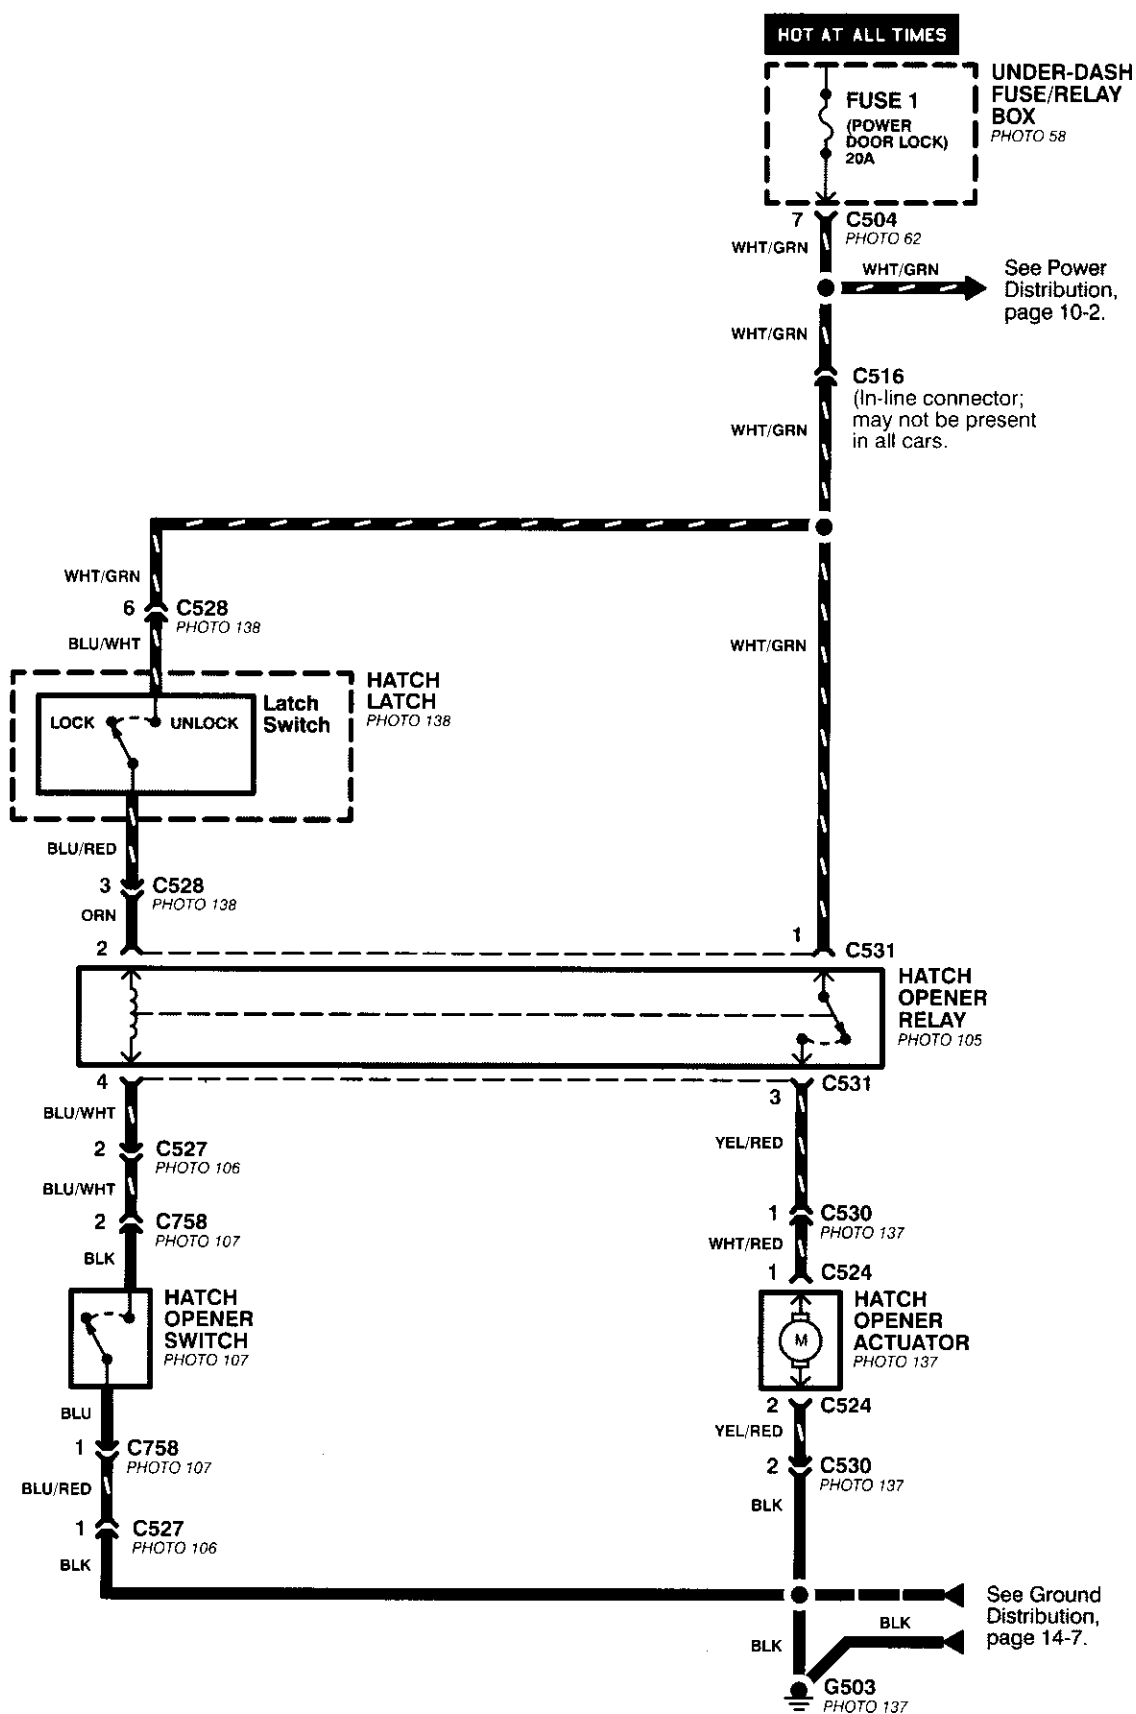 HOT AT ALL TIMES
UNDER-DASH
FUSE/RELAY
BOX
PHOTO 58
FUSE 1
(POWER
DOOR LOCK)
20A
7
C504
PHOTO 62
WHT/GRN
WHT/GRN
See Power
Distribution,
page 10-2.
WHT/GRN
C516
(In-line connector;
may not be present
in all cars.
WHT/GRN
WHT/GRN
6
C528
PHOTO 138
BLU/WHT
WHT/GRN
HATCH
LATCH
PHOTO 138
Latch
Switch
LOCK
UNLOCK
BLU/RED
3
C528
PHOTO 138
ORN
2
1
C531
HATCH
OPENER
RELAY
PHOTO 105
4
3
C531
BLU/WHT
2
C527
PHOTO 106
YEL/RED
BLU/WHT
2
C758
PHOTO 107
1
C530
PHOTO 137
BLK
WHT/RED
1
C524
HATCH
OPENER
SWITCH
PHOTO 107
M
HATCH
OPENER
ACTUATOR
PHOTO 137
BLU
2
C524
YEL/RED
1
C758
PHOTO 107
2
C530
PHOTO 137
BLU/RED
BLK
1
C527
PHOTO 106
BLK
See Ground
Distribution,
page 14-7.
BLK
BLK
G503
PHOTO 137